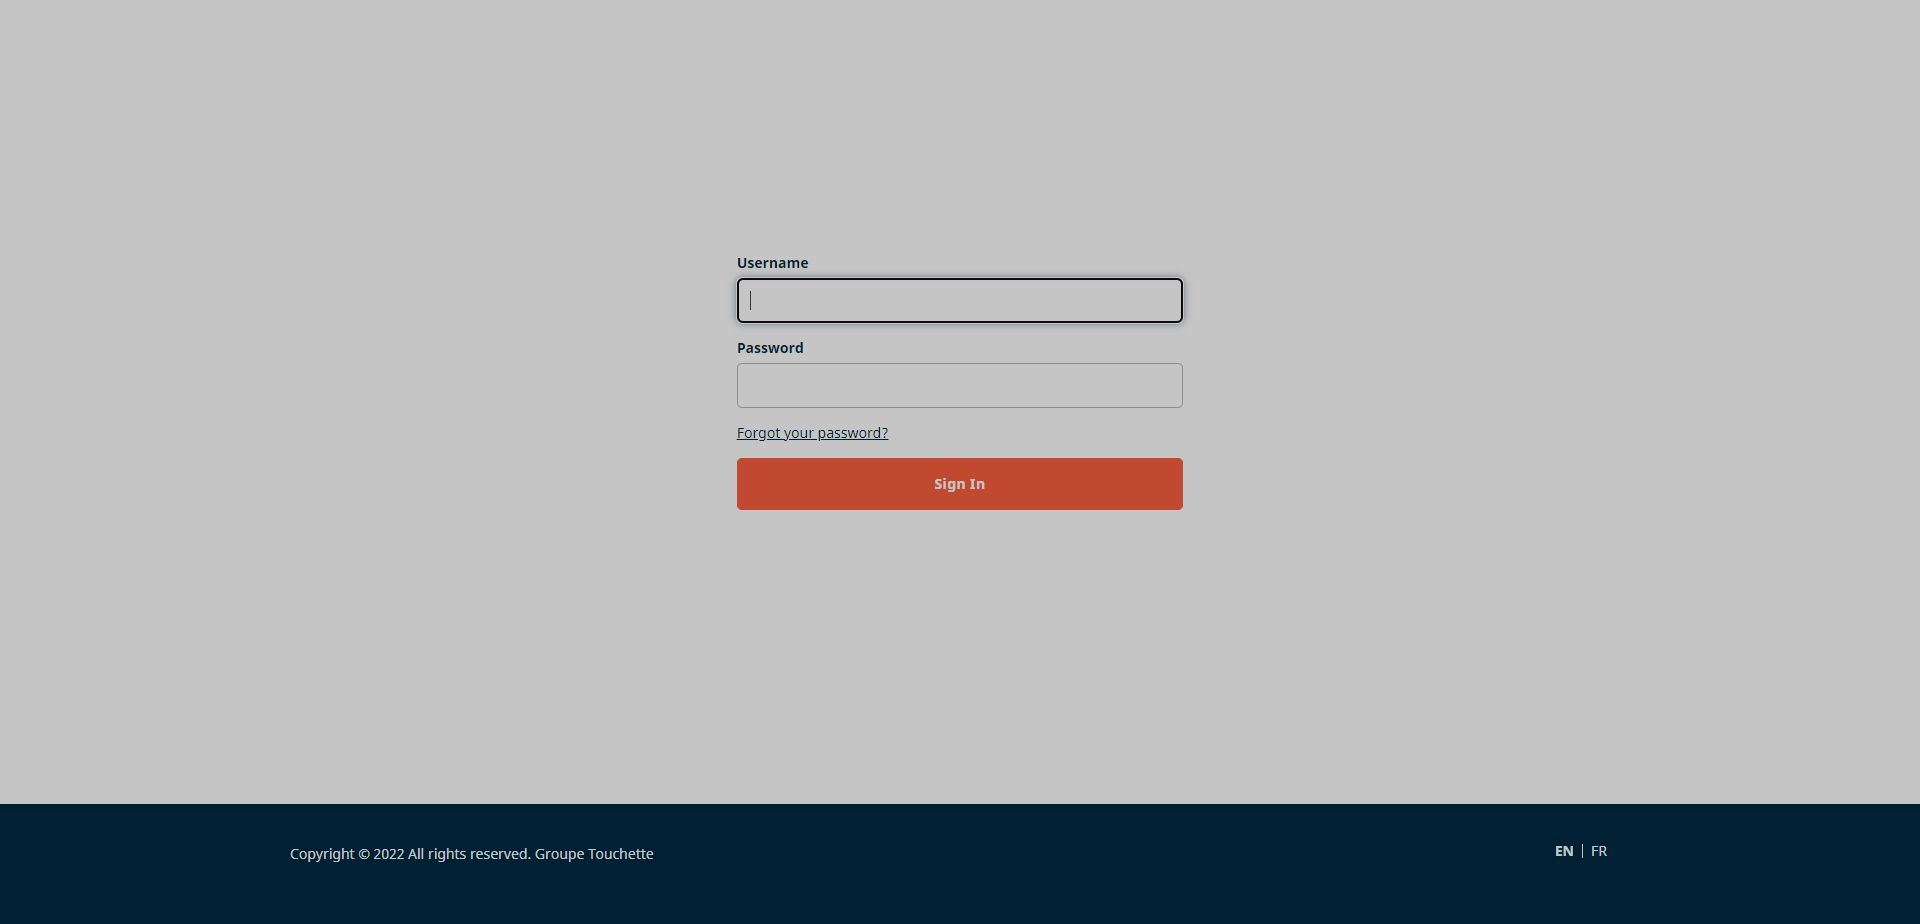 Username
Password
Forgot your password?
Sign In
Copyright © 2022 All rights reserved. Groupe Touchette
EN | FR